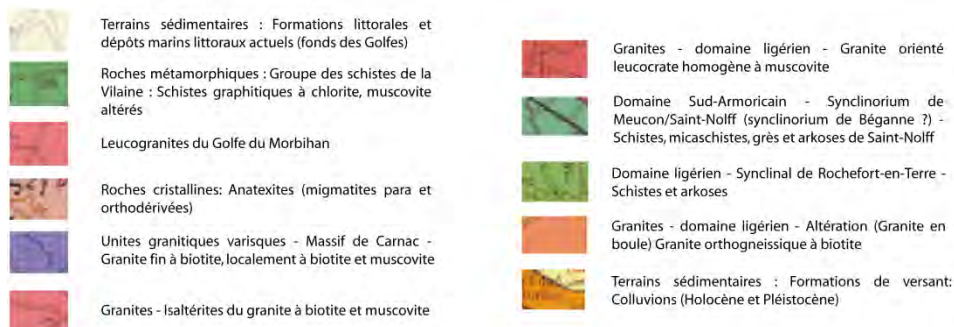 Terrains sédimentaires : Formations littorales et
dépôts marins littoraux actuels (fonds des Golfes)
Roches métamorphiques : Groupe des schistes de la
Vilaine : Schistes graphitiques à chlorite, muscovite
altérés
Leucogranites du Golfe du Morbihan
Roches cristallines: Anatexites (migmatites para et
orthodérivées)
Unites granitiques varisques - Massif de Carnac -
Granite fin à biotite, localement à biotite et muscovite
Granites - Isaltérites du granite à biotite et muscovite
Granites - domaine ligérien - Granite orienté
leucocrate homogène à muscovite
Domaine Sud-Armoricain - Synclinorium de
Meucon/Saint-Nolff (synclinorium de Béganne ?) -
Schistes, micaschistes, grès et arkoses de Saint-Nolff
Domaine ligérien - Synclinal de Rochefort-en-Terre -
Schistes et arkoses
Granites - domaine ligérien - Altération (Granite en
boule) Granite orthogneissique à biotite
Terrains sédimentaires : Formations de versant:
Colluvions (Holocène et Pléistocène)